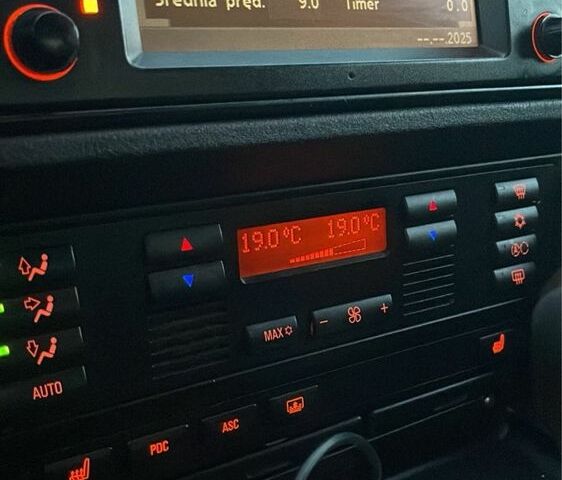 Średnia pręd. 9.0 Timer 0.0
--.--.2025
19.0°C 19.0°C
MAX
- +
AUTO
PDC ASC